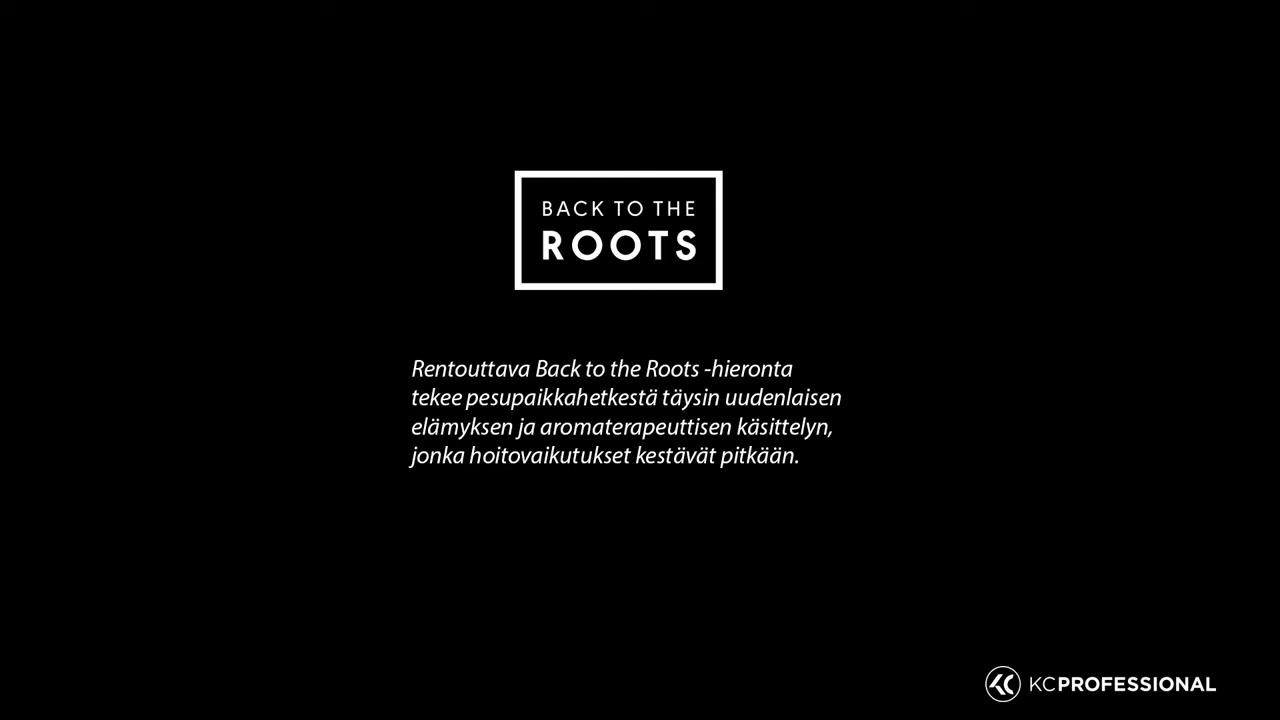 BACK TO THE
ROOTS
Rentouttava Back to the Roots -hieronta
tekee pesupaikkahetkestä täysin uudenlaisen
elämyksen ja aromaterapeuttisen käsittelyn,
jonka hoitovaikutukset kestävät pitkään.
KC KCPROFESSIONAL